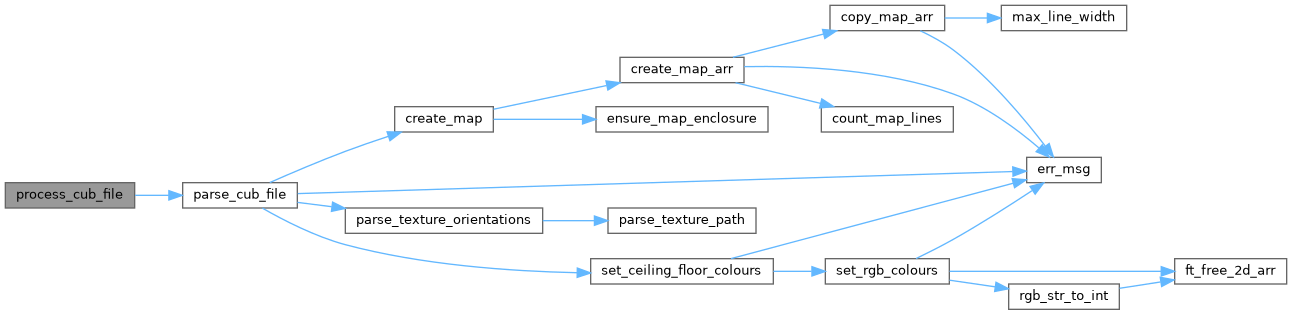 copy_map_arr
max_line_width
create_map_arr
create_map
ensure_map_enclosure
count_map_lines
err_msg
process_cub_file
parse_cub_file
parse_texture_orientations
parse_texture_path
set_ceiling_floor_colours
set_rgb_colours
ft_free_2d_arr
rgb_str_to_int